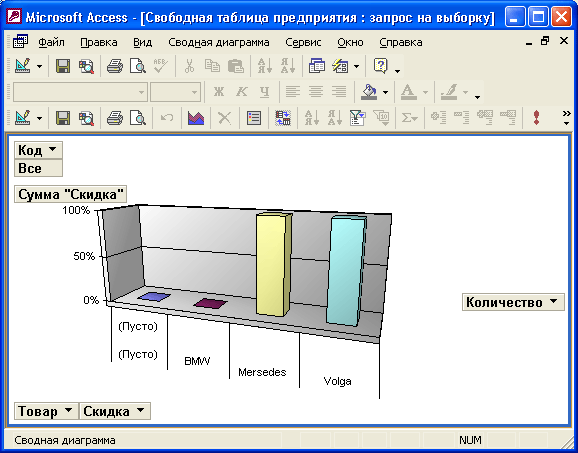 Microsoft Access - [Свободная таблица предприятия : запрос на выборку]
Файл Правка Вид Сводная диаграмма Сервис Окно Справка
Ж К Ч
Код
Все
Сумма "Скидка"
100%
50%
0%
Количество
(Пусто)
(Пусто) BMW Mersedes Volga
Товар Скидка
Сводная диаграмма NUM